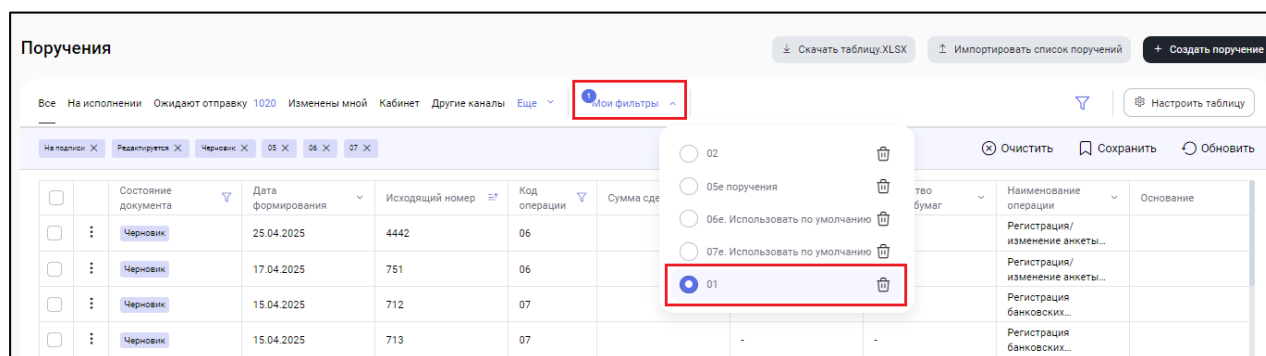 Поручения
Скачать таблицу.XLSX
Импортировать список поручений
+ Создать поручение
Все На исполнении Ожидают отправку 1020 Изменены мной Кабинет Другие каналы Еще
1
Мои фильтры
Настроить таблицу
На подписи X Редактируется X Черновик X 05 X 06 X 07 X
Очистить Сохранить Обновить
02
05е поручения
06е. Использовать по умолчанию
07е. Использовать по умолчанию
01
Состояние
документа
Дата
формирования
Исходящий номер
Код
операции
Сумма сде
тво
бумаг
Наименование
операции
Основание
Черновик 25.04.2025 4442 06
Регистрация/
изменение анкеты...
Черновик 17.04.2025 751 06
Регистрация/
изменение анкеты...
Черновик 15.04.2025 712 07
Регистрация
банковских...
Черновик 15.04.2025 713 07 - -
Регистрация
банковских...